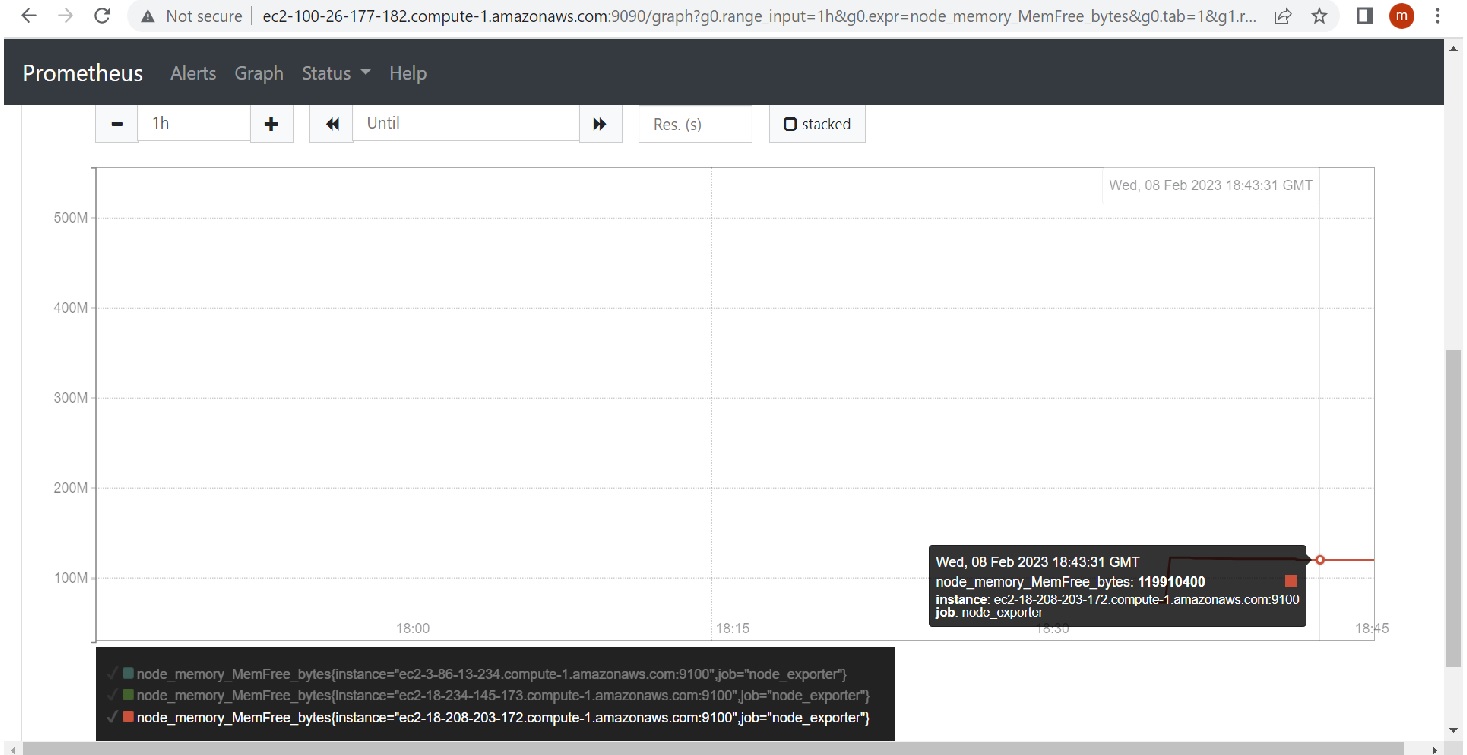 Not secure ec2-100-26-177-182.compute-1.amazonaws.com:9090/graph?g0.range_input=1h&g0.expr=node_memory_MemFree_bytes&g0.tab=1&g1.r... m
Prometheus Alerts Graph Status Help
1h Until Res. (s) stacked
Wed, 08 Feb 2023 18:43:31 GMT
500M
400M
300M
200M
100M
Wed, 08 Feb 2023 18:43:31 GMT
node_memory_MemFree_bytes: 119910400
instance: ec2-18-208-203-172.compute-1.amazonaws.com:9100
job: node_exporter
18:00 18:15 18:30 18:45
node_memory_MemFree_bytes{instance="ec2-3-86-13-234.compute-1.amazonaws.com:9100",job="node_exporter"}
node_memory_MemFree_bytes{instance="ec2-18-234-145-173.compute-1.amazonaws.com:9100",job="node_exporter"}
node_memory_MemFree_bytes{instance="ec2-18-208-203-172.compute-1.amazonaws.com:9100",job="node_exporter"}